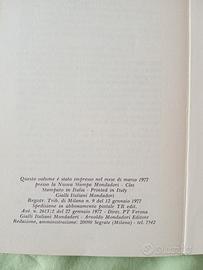 Questo volume è stato impresso nel mese di marzo 1977
presso la Nuova Stampa Mondadori - Cles
Stampato in Italia - Printed in Italy
Gialli Italiani Mondadori
Registr. Trib. di Milano n. 9 del 12 gennaio 1977
Spedizione in abbonamento postale TR edit.
Aut. n. 26151/2 del 27 gennaio 1977 - Direz. PT Verona
Gialli Italiani Mondadori - Arnoldo Mondadori Editore
Redazione, amministrazione: 20090 Segrate (Milano) - tel. 7542
subito